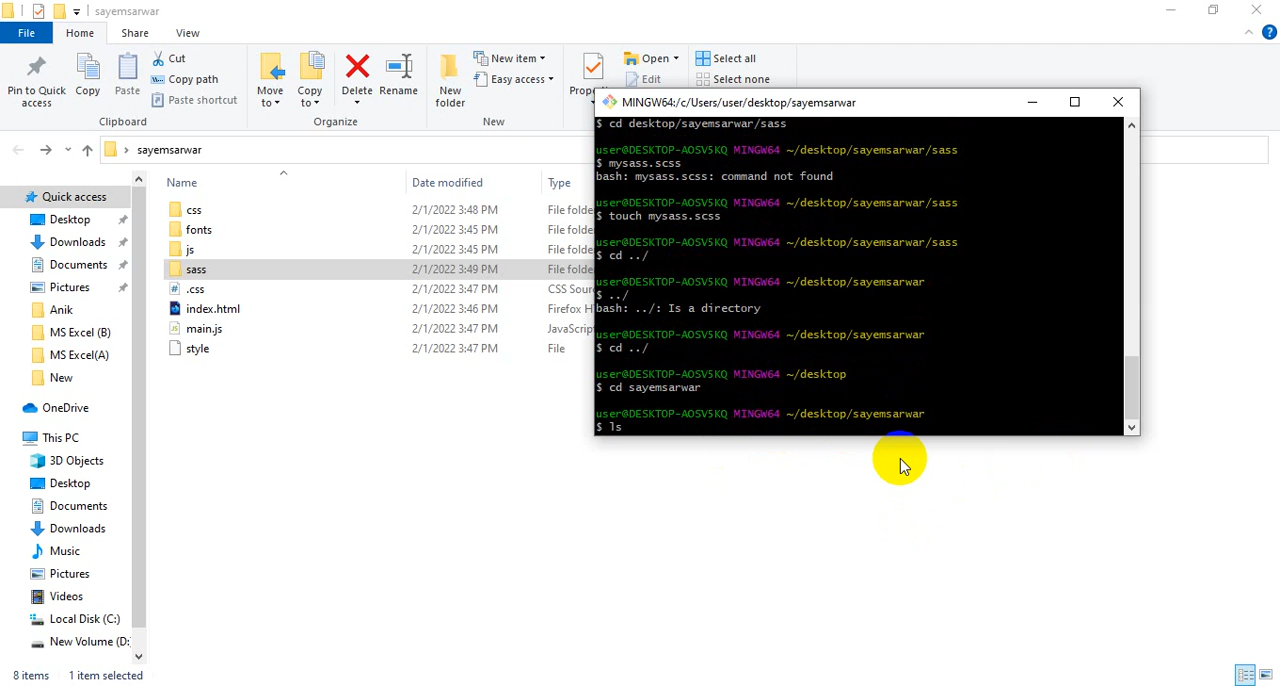 sayemsarwar
File
Home
Share
View
Pin to Quick access
Copy
Paste
Cut
Copy path
Paste shortcut
Clipboard
Move to
Copy to
Delete
Rename
Organize
New folder
New item
Easy access
New
Open
Edit
Select all
Select none
sayemsarwar
Name
Date modified
Type
Quick access
Desktop
Downloads
Documents
Pictures
Anik
MS Excel (B)
MS Excel(A)
New
OneDrive
This PC
3D Objects
Desktop
Documents
Downloads
Music
Pictures
Videos
Local Disk (C:)
New Volume (D:
css 2/1/2022 3:48 PM File folde
fonts 2/1/2022 3:45 PM File folde
js 2/1/2022 3:45 PM File folde
sass 2/1/2022 3:49 PM File folde
.css 2/1/2022 3:47 PM CSS Sour
index.html 2/1/2022 3:46 PM Firefox H
main.js 2/1/2022 3:47 PM JavaScrip
style 2/1/2022 3:47 PM File
MINGW64:/c/Users/user/desktop/sayemsarwar
$ cd desktop/sayemsarwar/sass
user@DESKTOP-AOSV5KQ MINGW64 ~/desktop/sayemsarwar/sass
$ mysass.scss
bash: mysass.scss: command not found
user@DESKTOP-AOSV5KQ MINGW64 ~/desktop/sayemsarwar/sass
$ touch mysass.scss
user@DESKTOP-AOSV5KQ MINGW64 ~/desktop/sayemsarwar/sass
$ cd ../
user@DESKTOP-AOSV5KQ MINGW64 ~/desktop/sayemsarwar
$ ../
bash: ../: Is a directory
user@DESKTOP-AOSV5KQ MINGW64 ~/desktop/sayemsarwar
$ cd ../
user@DESKTOP-AOSV5KQ MINGW64 ~/desktop
$ cd sayemsarwar
user@DESKTOP-AOSV5KQ MINGW64 ~/desktop/sayemsarwar
$ ls
8 items
1 item selected